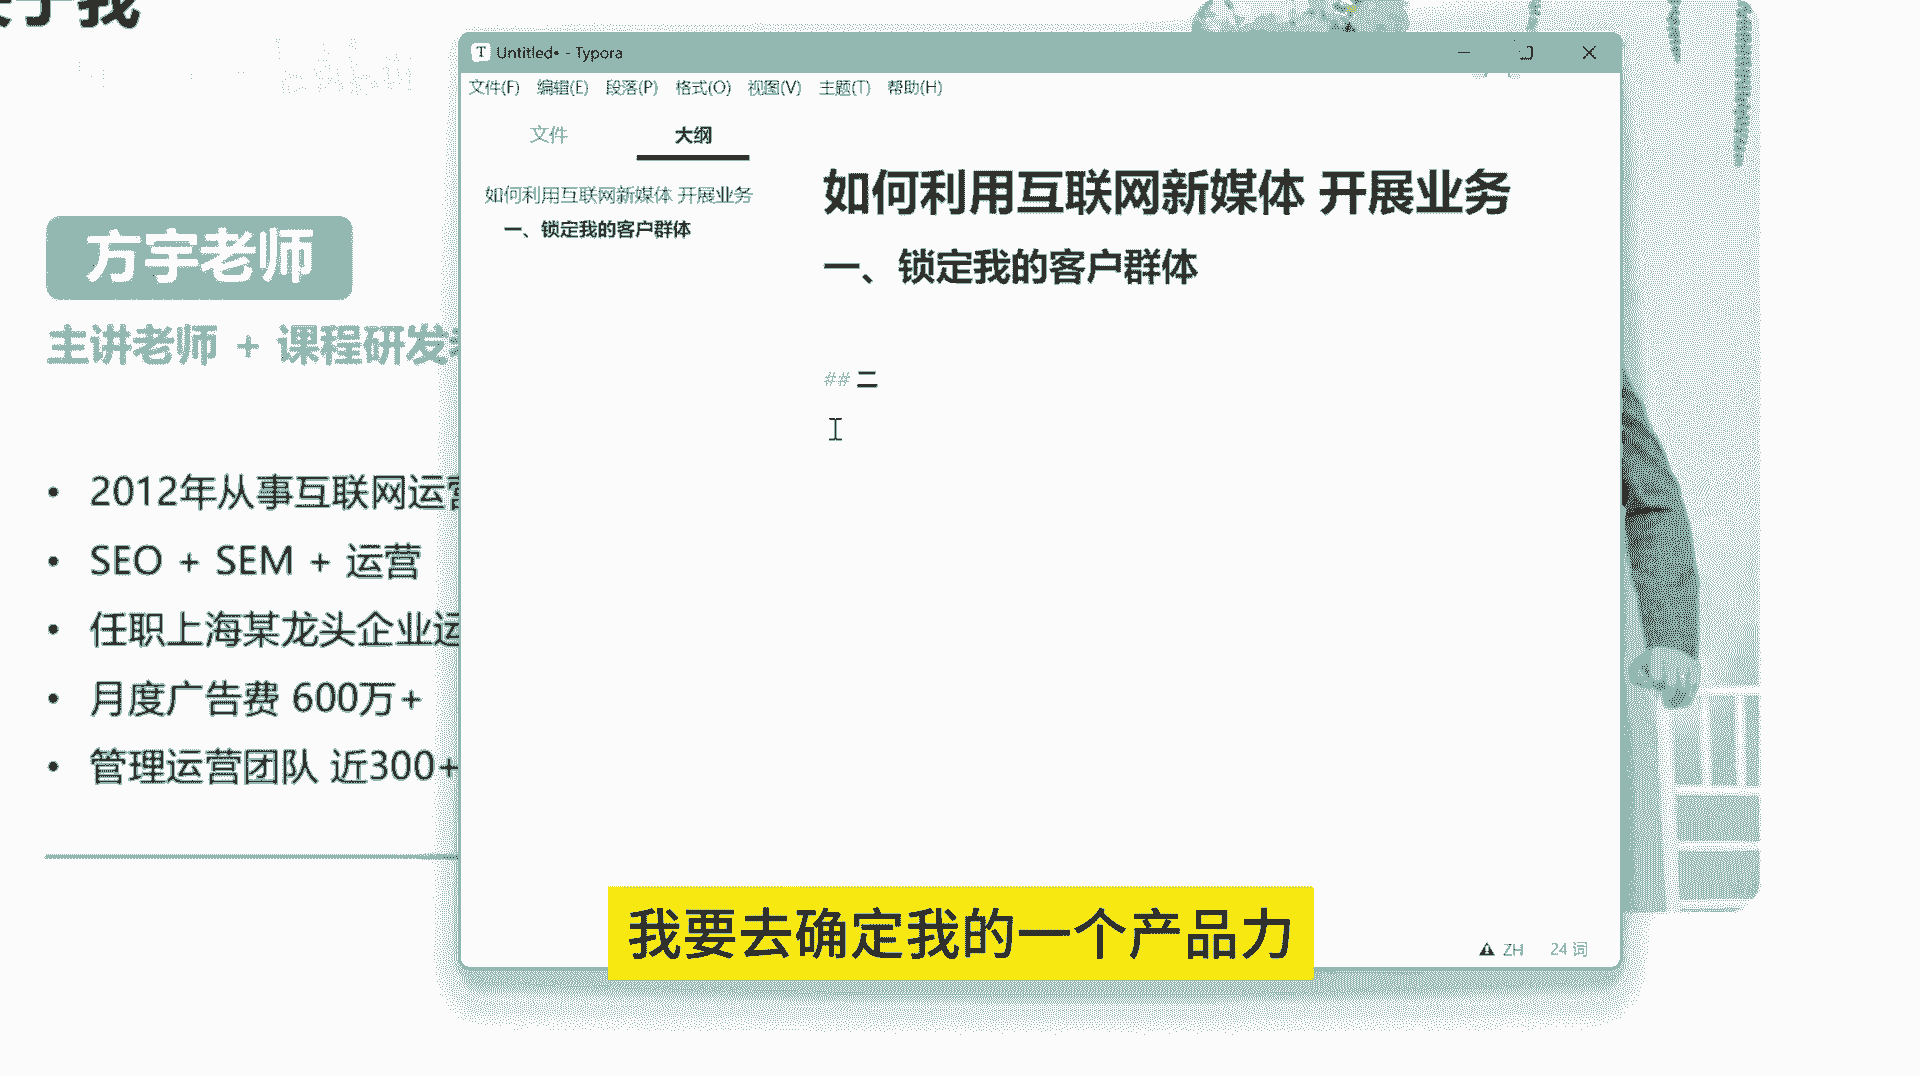 于我
方宇老师
主讲老师 + 课程研发
• 2012年从事互联网运营
• SEO + SEM + 运营
• 任职上海某龙头企业运
• 月度广告费 600万+
• 管理运营团队 近300+
T Untitled• - Typora
文件(F) 编辑(E) 段落(P) 格式(O) 视图(V) 主题(T) 帮助(H)
文件 大纲
如何利用互联网新媒体 开展业务
一、锁定我的客户群体
如何利用互联网新媒体 开展业务
一、锁定我的客户群体
## 二
我要去确定我的一个产品力
ZH 24 词